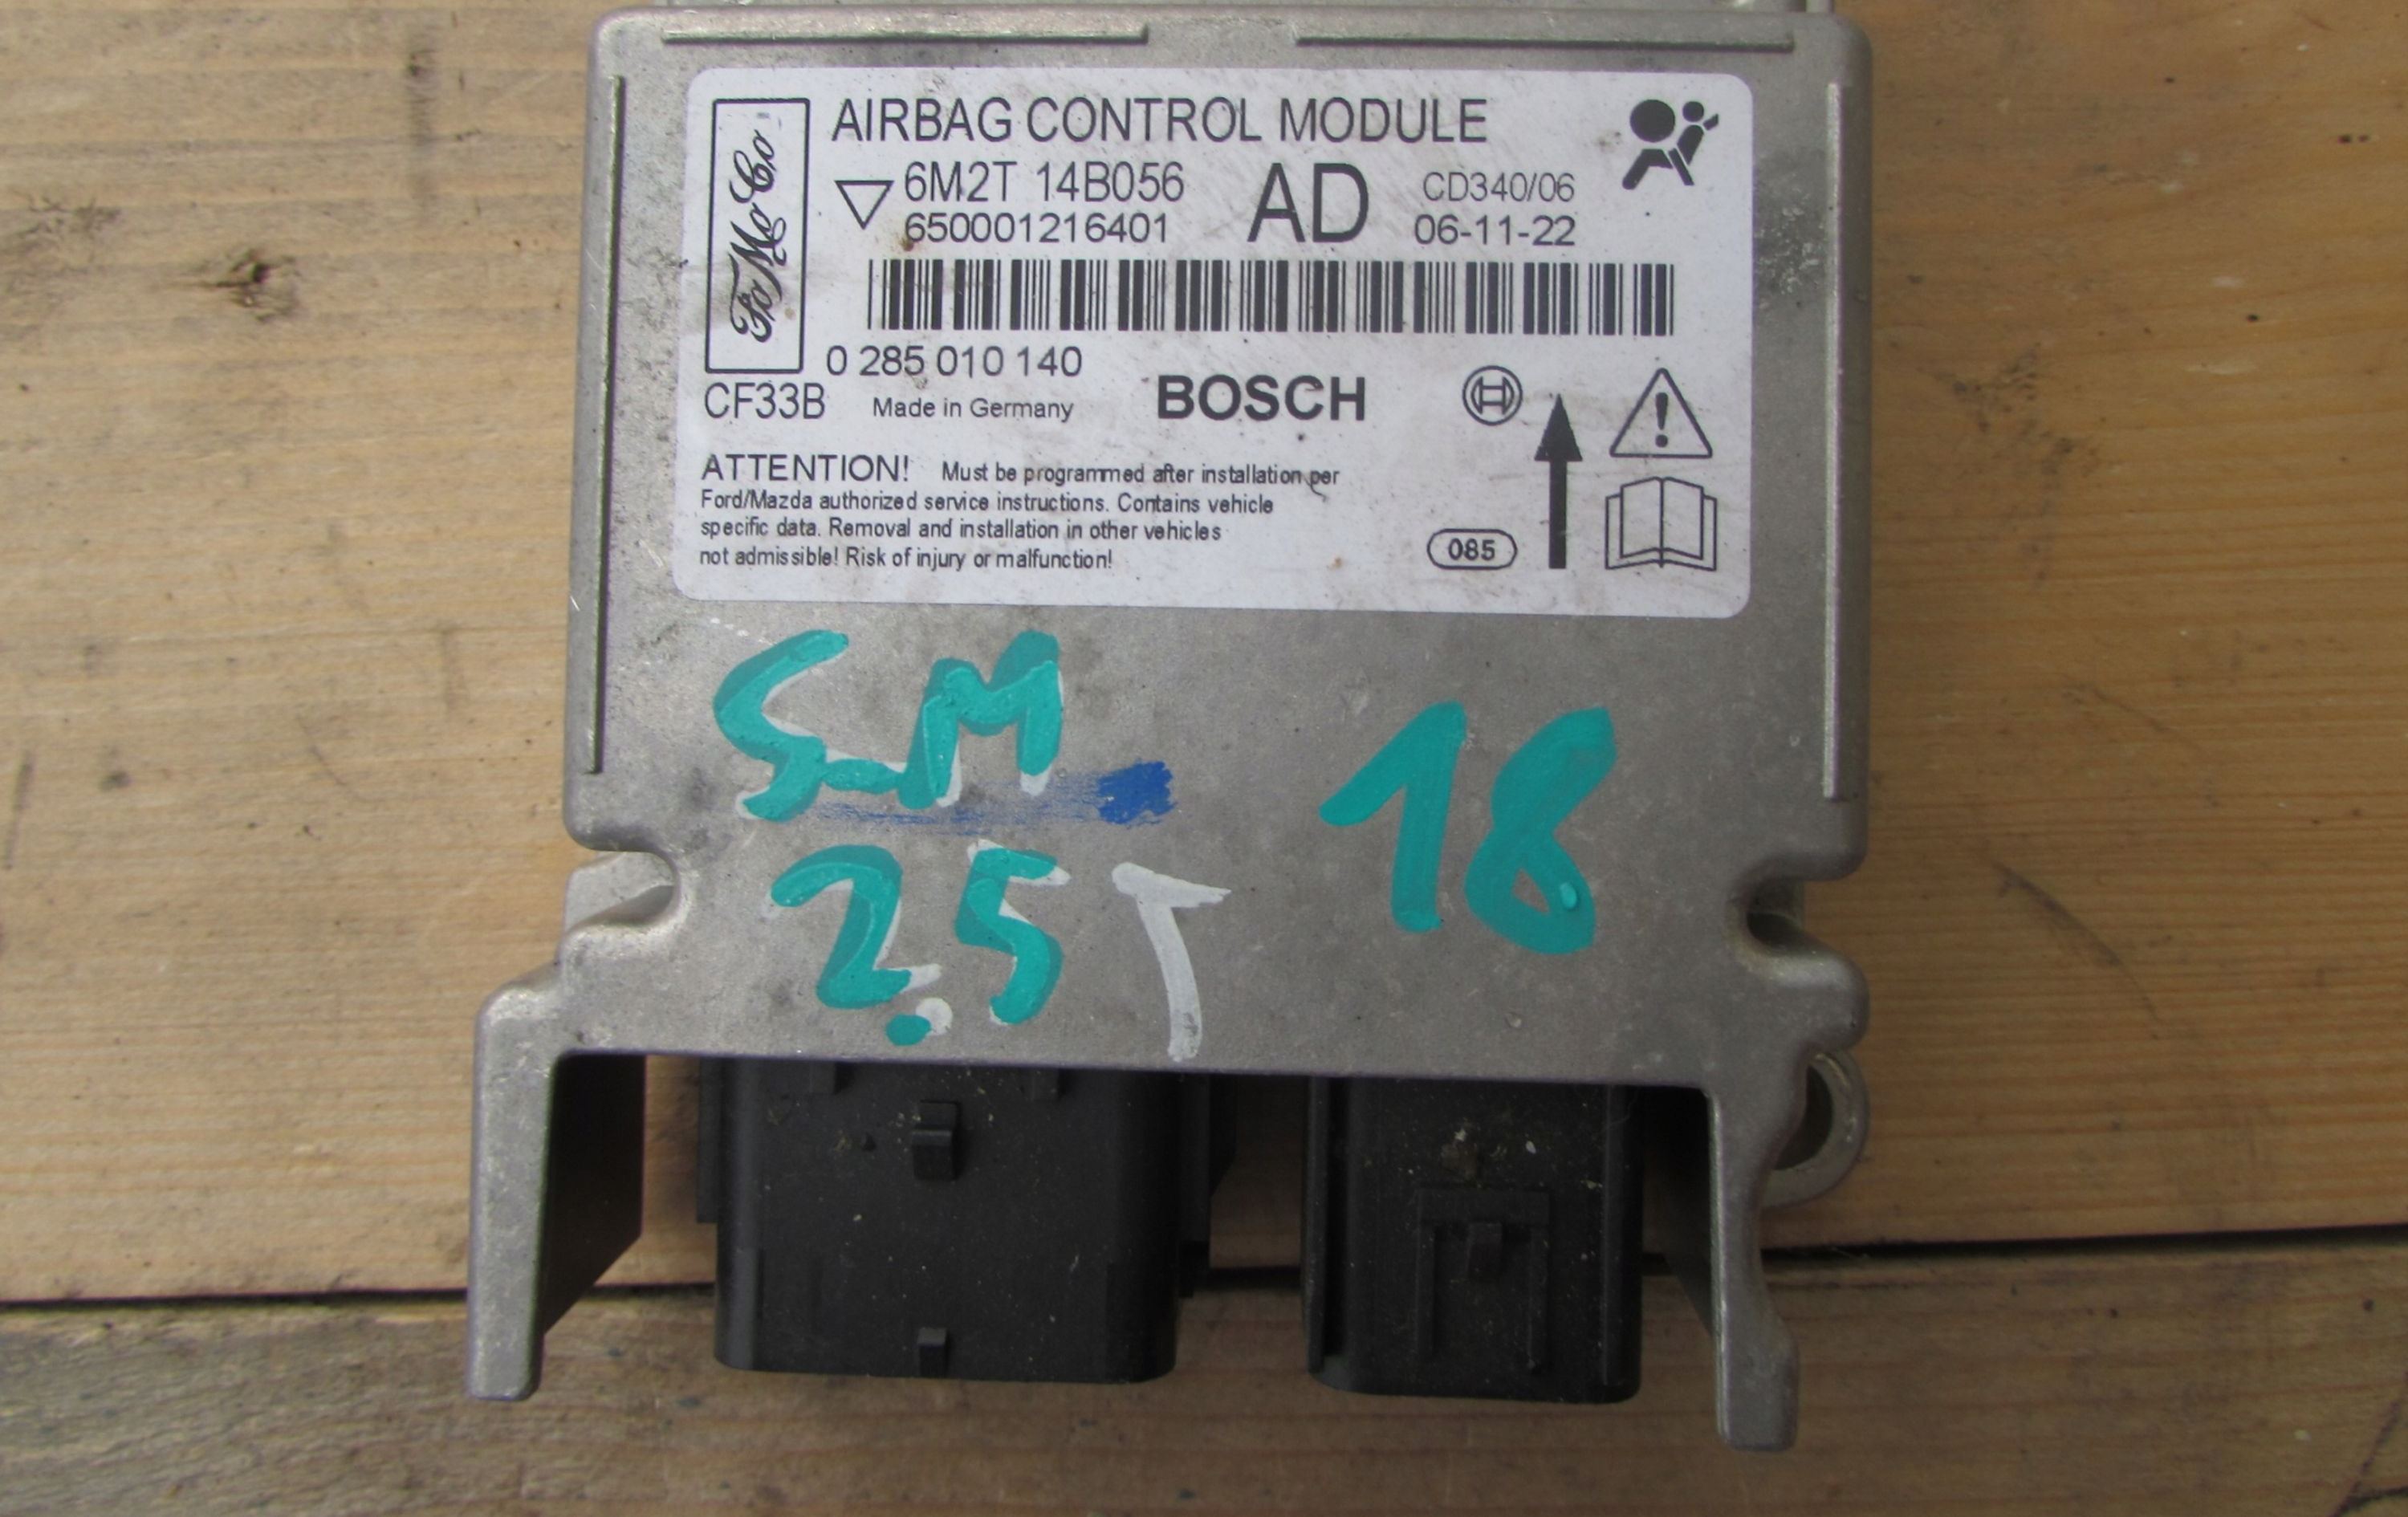 FoMoCo
AIRBAG CONTROL MODULE
6M2T 14B056 AD CD340/06
650001216401 06-11-22
0 285 010 140
CF33B Made in Germany BOSCH
ATTENTION! Must be programmed after installation per
Ford/Mazda authorized service instructions. Contains vehicle
specific data. Removal and installation in other vehicles
not admissible! Risk of injury or malfunction!
085
S-M
18
2.5T